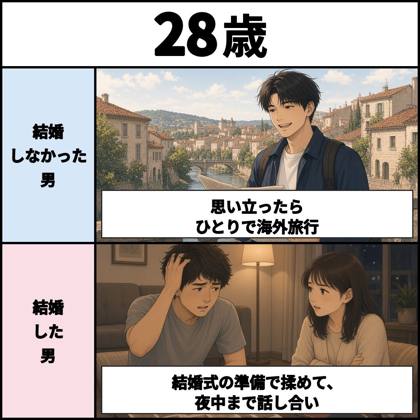 28歳
結婚
しなかった
男
思い立ったら
ひとりで海外旅行
結婚
した
男
結婚式の準備で揉めて、
夜中まで話し合い